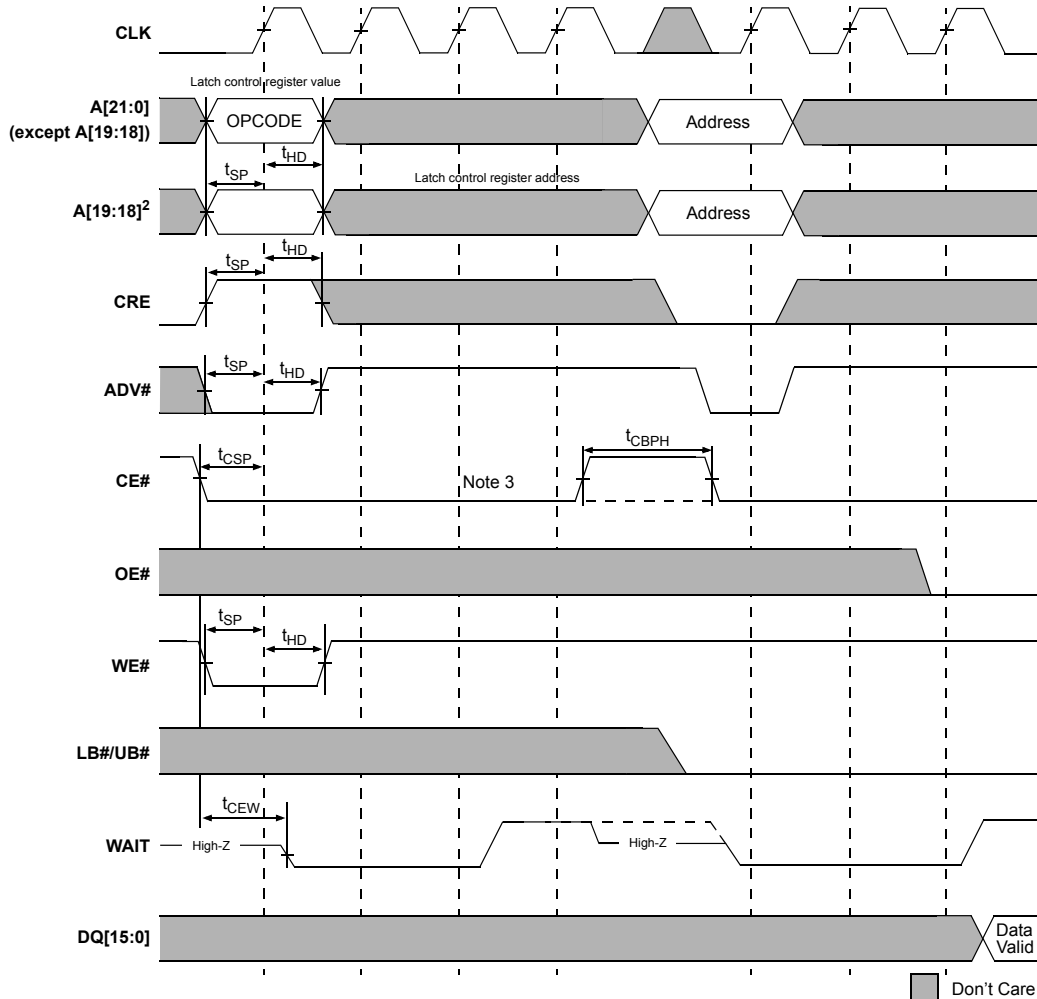 CLK
Latch control register value
A[21:0]
(except A[19:18])
OPCODE
Address
tHD
tSP
Latch control register address
A[19:18]2
Address
tHD
tSP
CRE
tSP
tHD
ADV#
tCSP
tCBPH
CE#
Note 3
OE#
tSP
tHD
WE#
LB#/UB#
tCEW
WAIT
High-Z
High-Z
DQ[15:0]
Data
Valid
Don't Care